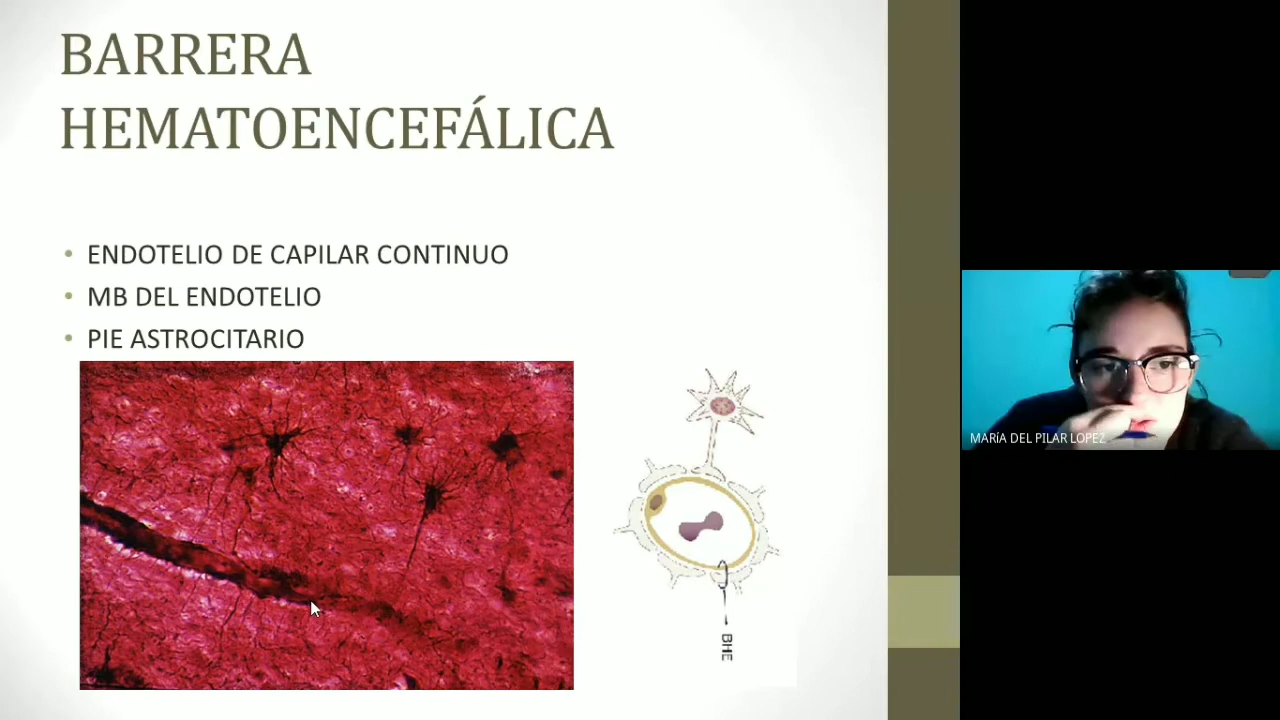 BARRERA
HEMATOENCEFÁLICA
• ENDOTELIO DE CAPILAR CONTINUO
• MB DEL ENDOTELIO
• PIE ASTROCITARIO
BHE
MARíA DEL PILAR LOPEZ